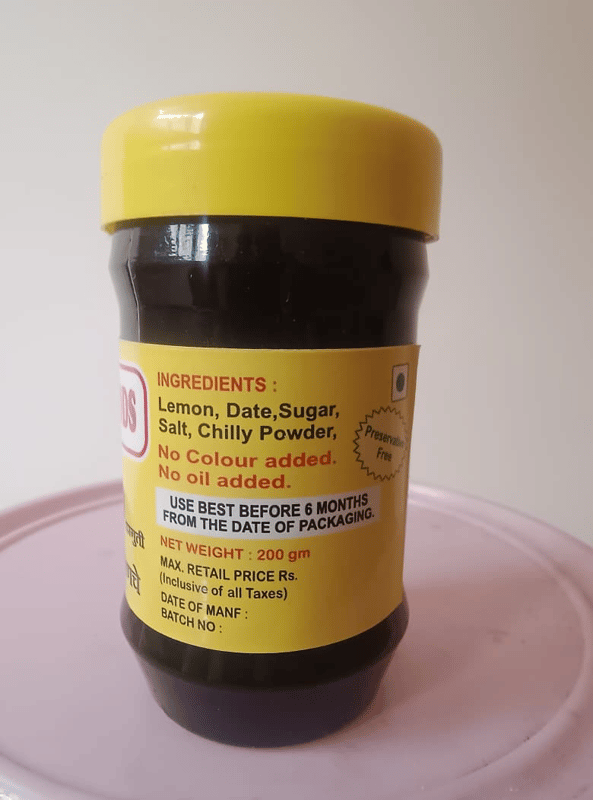 INGREDIENTS :
Lemon, Date,Sugar,
Salt, Chilly Powder,
No Colour added.
No oil added.
Free
USE BEST BEFORE 6 MONTHS
FROM THE DATE OF PACKAGING.
NET WEIGHT : 200 gm
MAX. RETAIL PRICE Rs.
(Inclusive of all Taxes)
DATE OF MANF :
BATCH NO :